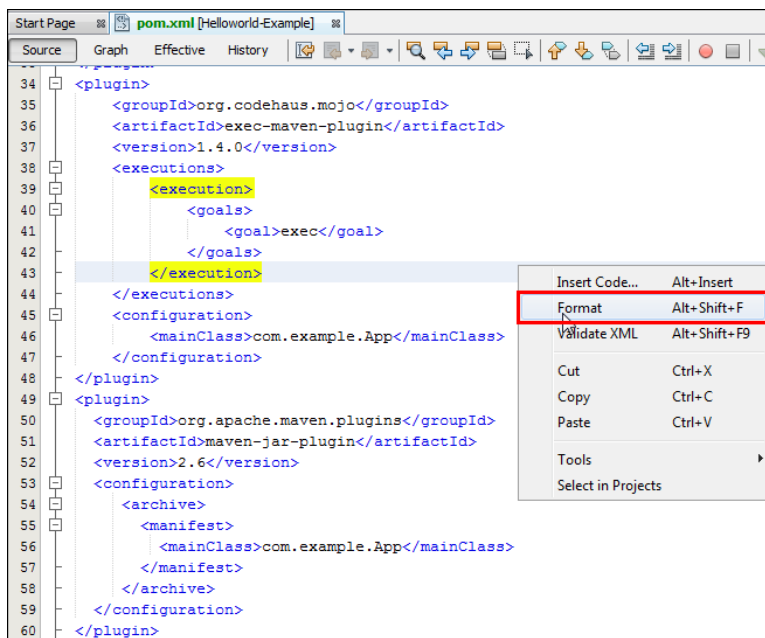 Start Page pom.xml [Helloworld-Example]
Source Graph Effective History
34 <plugin>
35 <groupId>org.codehaus.mojo</groupId>
36 <artifactId>exec-maven-plugin</artifactId>
37 <version>1.4.0</version>
38 <executions>
39 <execution>
40 <goals>
41 <goal>exec</goal>
42 </goals>
43 </execution>
44 </executions>
45 <configuration>
46 <mainClass>com.example.App</mainClass>
47 </configuration>
48 </plugin>
49 <plugin>
50 <groupId>org.apache.maven.plugins</groupId>
51 <artifactId>maven-jar-plugin</artifactId>
52 <version>2.6</version>
53 <configuration>
54 <archive>
55 <manifest>
56 <mainClass>com.example.App</mainClass>
57 </manifest>
58 </archive>
59 </configuration>
60 </plugin>
Insert Code... Alt+Insert
Format Alt+Shift+F
Validate XML Alt+Shift+F9
Cut Ctrl+X
Copy Ctrl+C
Paste Ctrl+V
Tools
Select in Projects